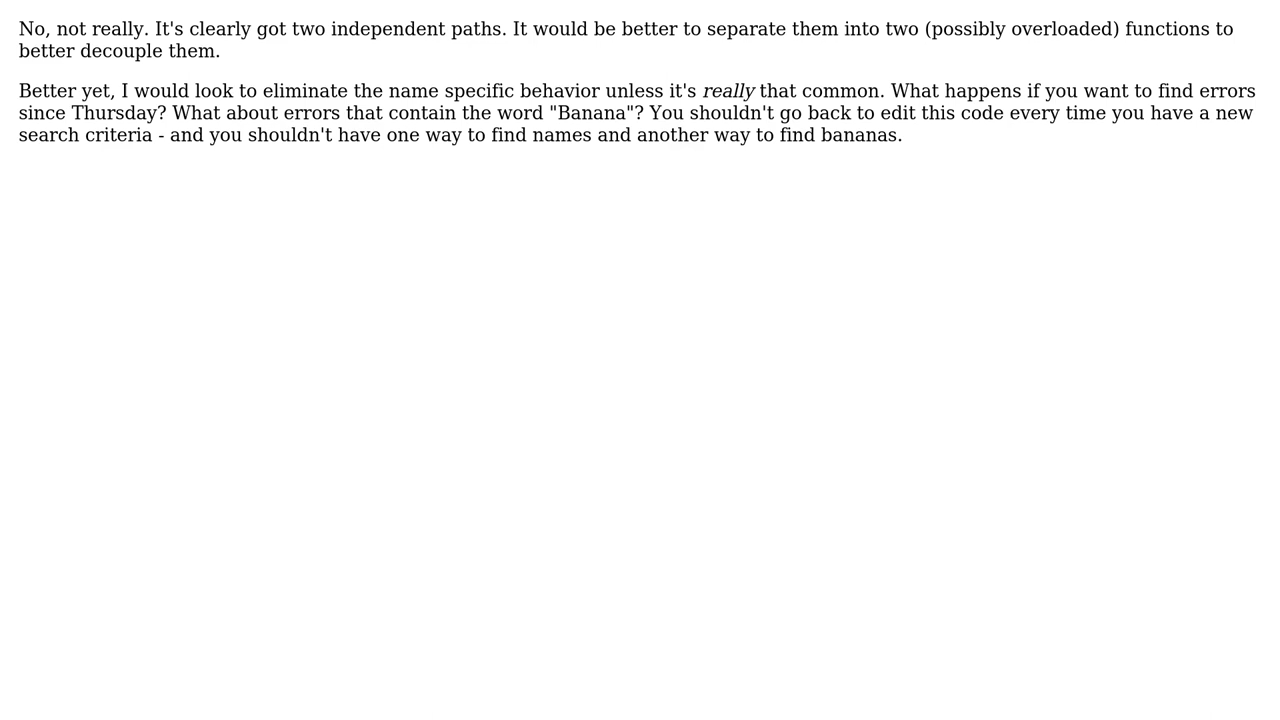 No, not really. It's clearly got two independent paths. It would be better to separate them into two (possibly overloaded) functions to
better decouple them.
Better yet, I would look to eliminate the name specific behavior unless it's really that common. What happens if you want to find errors
since Thursday? What about errors that contain the word "Banana"? You shouldn't go back to edit this code every time you have a new
search criteria - and you shouldn't have one way to find names and another way to find bananas.